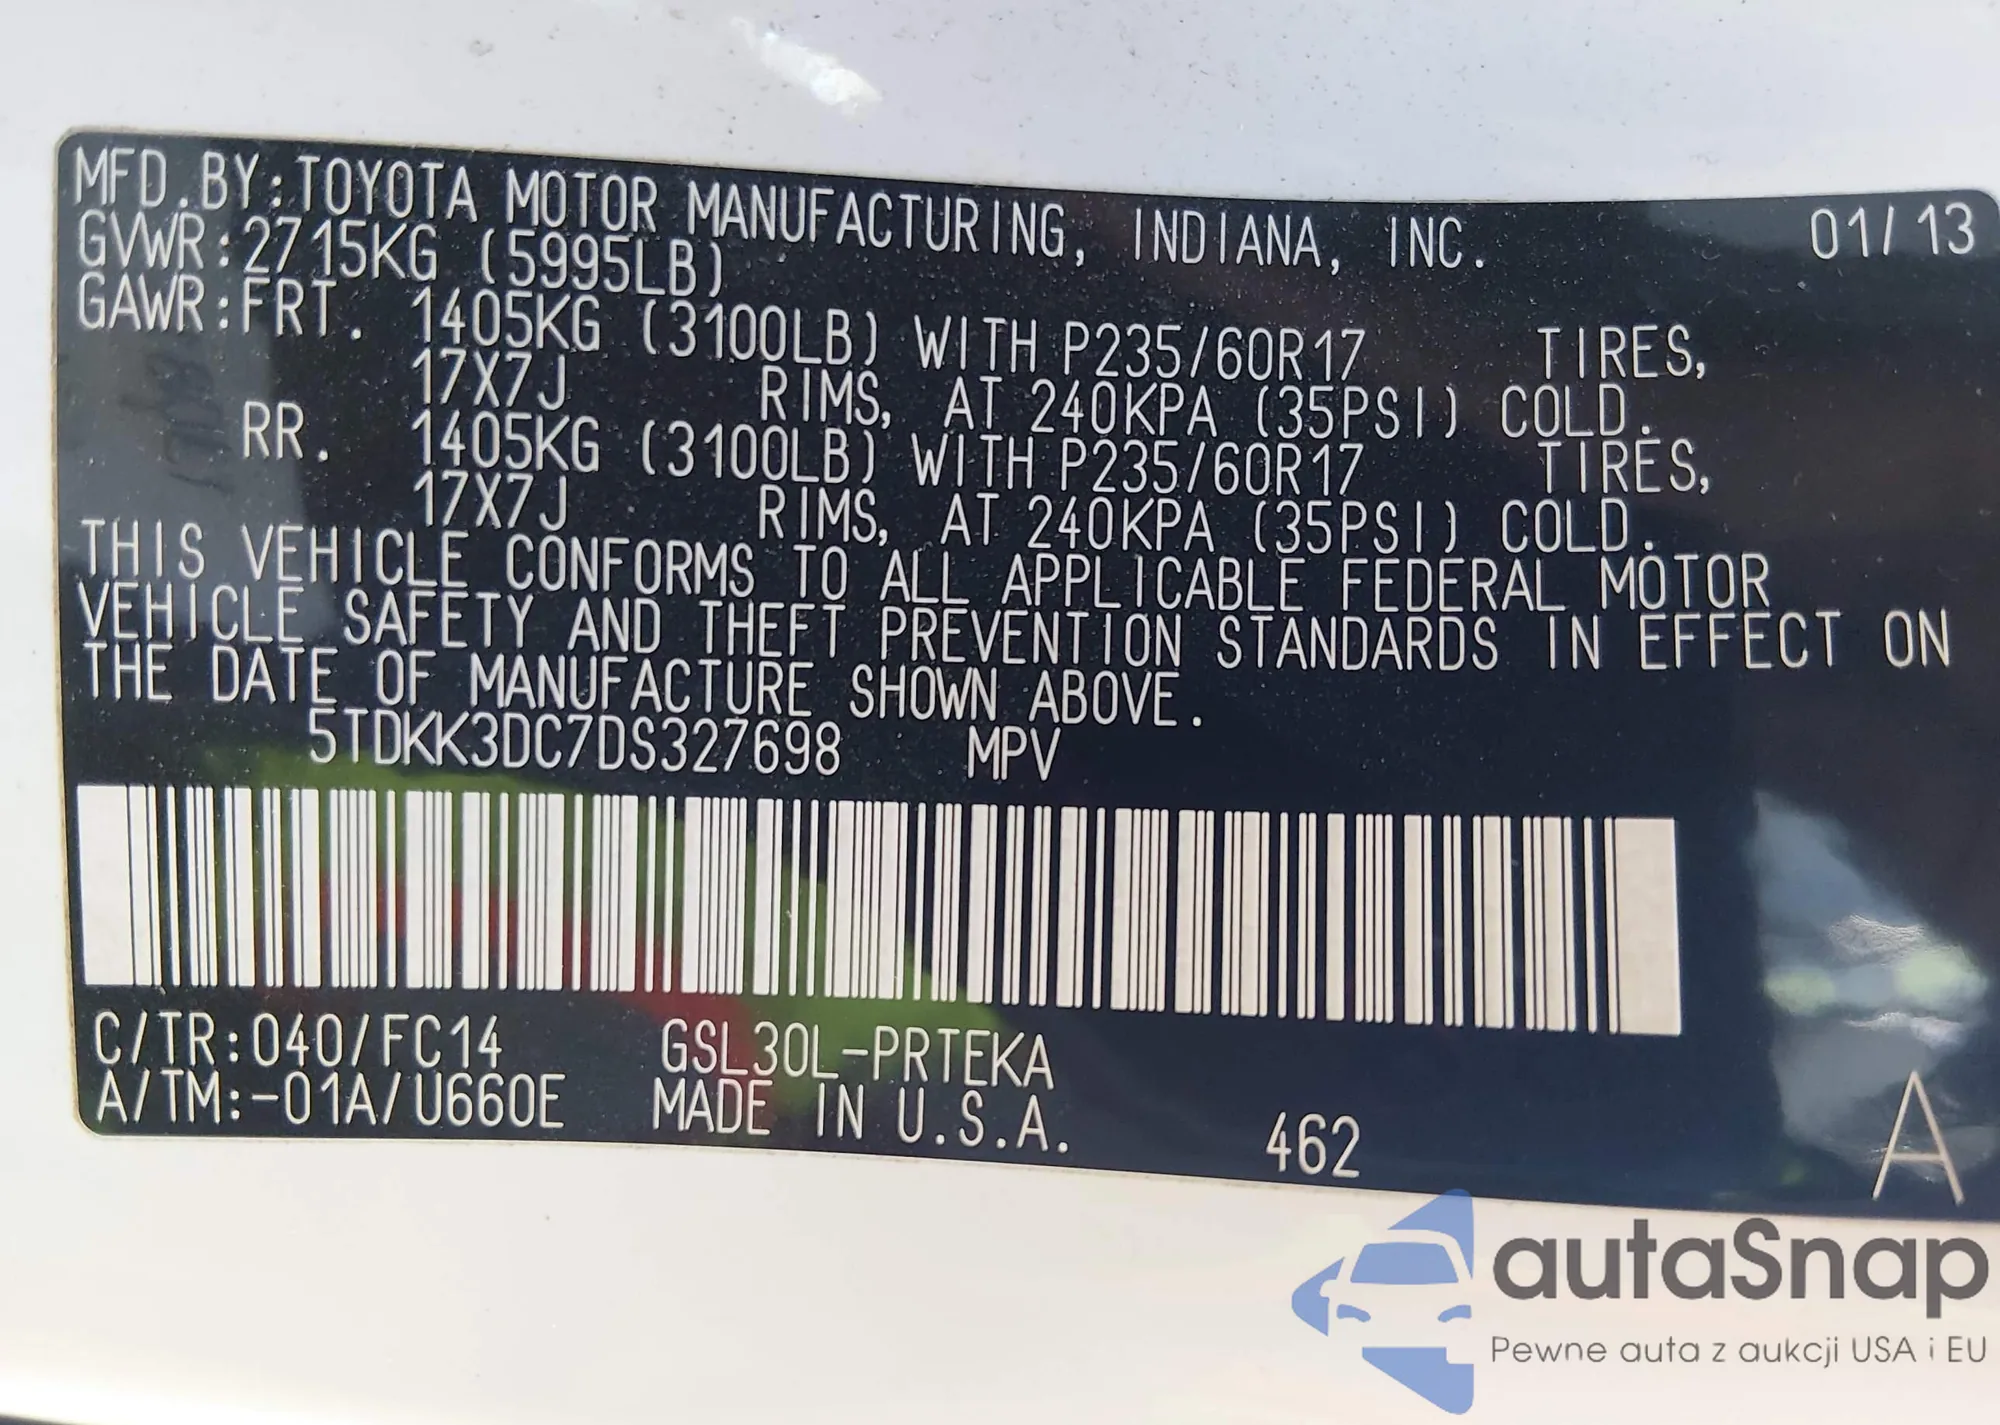 MFD.BY:TOYOTA MOTOR MANUFACTURING, INDIANA, INC. 01/13
GVWR:2715KG (5995LB)
GAWR:FRT. 1405KG (3100LB) WITH P235/60R17 TIRES,
17X7J RIMS, AT 240KPA (35PSI) COLD.
RR. 1405KG (3100LB) WITH P235/60R17 TIRES,
17X7J RIMS, AT 240KPA (35PSI) COLD.
THIS VEHICLE CONFORMS TO ALL APPLICABLE FEDERAL MOTOR
VEHICLE SAFETY AND THEFT PREVENTION STANDARDS IN EFFECT ON
THE DATE OF MANUFACTURE SHOWN ABOVE.
5TDKK3DC7DS327698 MPV
C/TR:040/FC14 GSL30L-PRTEKA
A/TM:-01A/U660E MADE IN U.S.A. 462 A
autaSnap
Pewne auta z aukcji USA i EU